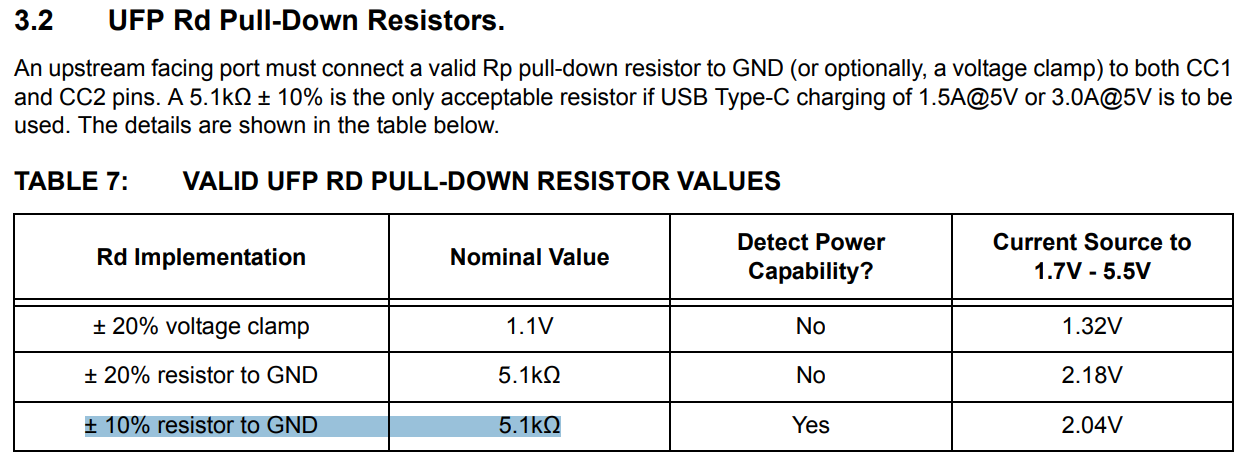 3.2 UFP Rd Pull-Down Resistors.
An upstream facing port must connect a valid Rp pull-down resistor to GND (or optionally, a voltage clamp) to both CC1
and CC2 pins. A 5.1kΩ ± 10% is the only acceptable resistor if USB Type-C charging of 1.5A@5V or 3.0A@5V is to be
used. The details are shown in the table below.
TABLE 7: VALID UFP RD PULL-DOWN RESISTOR VALUES
Rd Implementation Nominal Value Detect Power Capability? Current Source to 1.7V - 5.5V
± 20% voltage clamp 1.1V No 1.32V
± 20% resistor to GND 5.1kΩ No 2.18V
± 10% resistor to GND 5.1kΩ Yes 2.04V